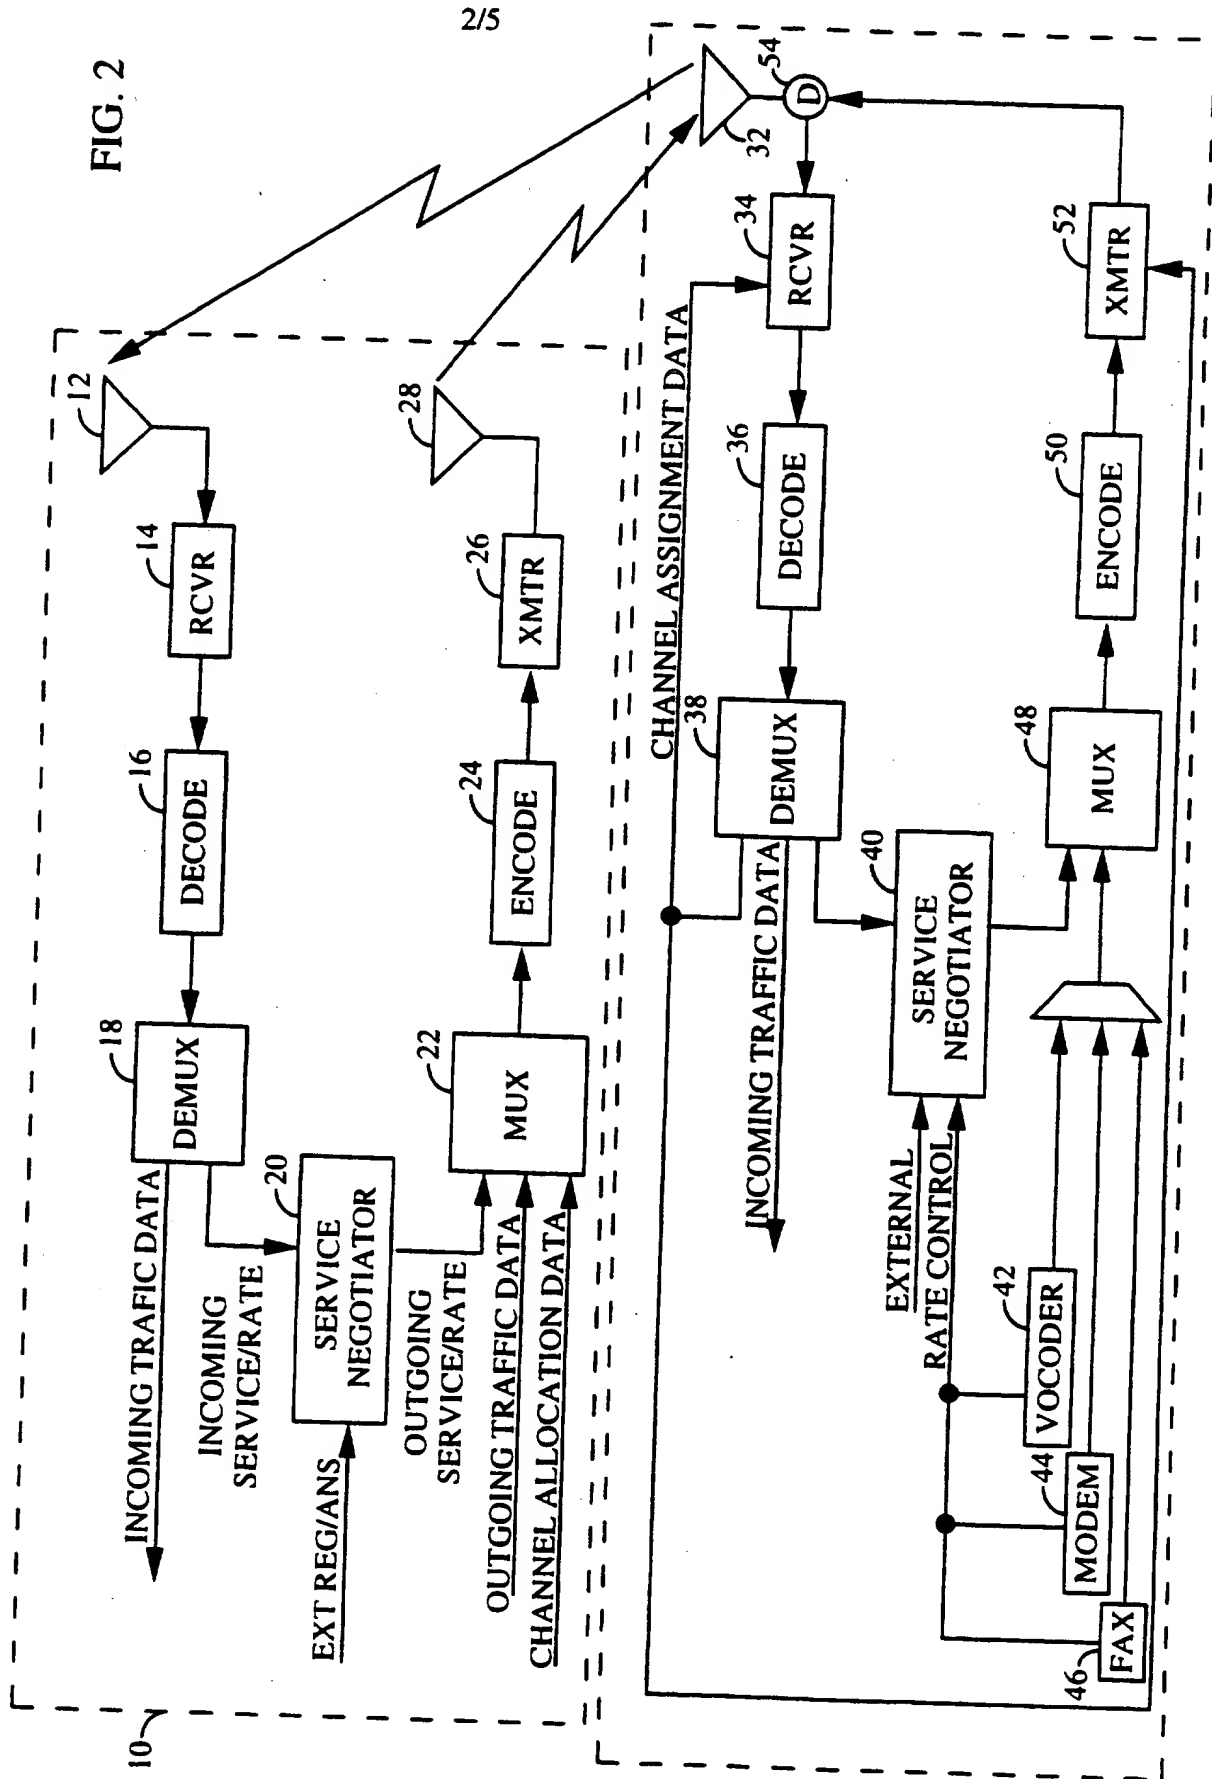 2/5
FIG. 2
10
12
14
RCVR
16
DECODE
18
DEMUX
INCOMING TRAFIC DATA
INCOMING
SERVICE/RATE
20
SERVICE
NEGOTIATOR
EXT REG/ANS
OUTGOING
SERVICE/RATE
OUTGOING TRAFFIC DATA
CHANNEL ALLOCATION DATA
22
MUX
24
ENCODE
26
XMTR
28
CHANNEL ASSIGNMENT DATA
32
54
D
34
RCVR
36
DECODE
38
DEMUX
INCOMING TRAFFIC DATA
40
SERVICE
NEGOTIATOR
EXTERNAL
RATE CONTROL
42
VOCODER
44
MODEM
46
FAX
48
MUX
50
ENCODE
52
XMTR